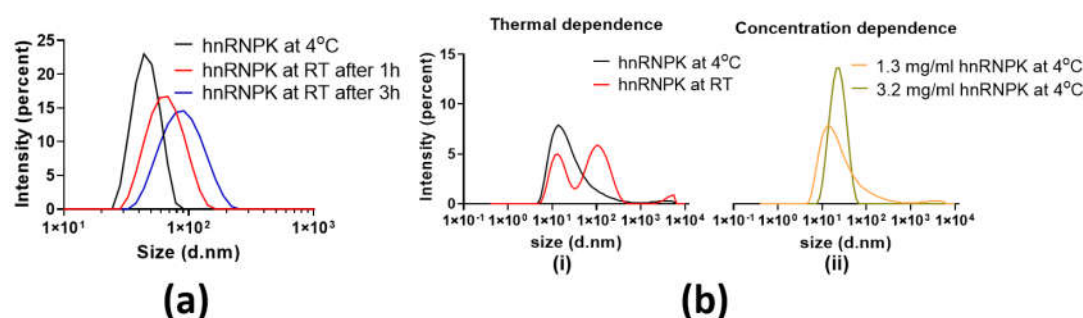 25
20
15
10
5
0
Intensity (percent)
hnRNPK at 4°C
hnRNPK at RT after 1h
hnRNPK at RT after 3h
1×10¹
1×10²
1×10³
Size (d.nm)
(a)
Thermal dependence
15
10
5
0
Intensity (percent)
hnRNPK at 4°C
hnRNPK at RT
1×10⁻¹ 1×10⁰ 1×10¹ 1×10² 1×10³ 1×10⁴
size (d.nm)
(i)
Concentration dependence
1.3 mg/ml hnRNPK at 4°C
3.2 mg/ml hnRNPK at 4°C
1×10⁻¹ 1×10⁰ 1×10¹ 1×10² 1×10³ 1×10⁴
size (d.nm)
(ii)
(b)